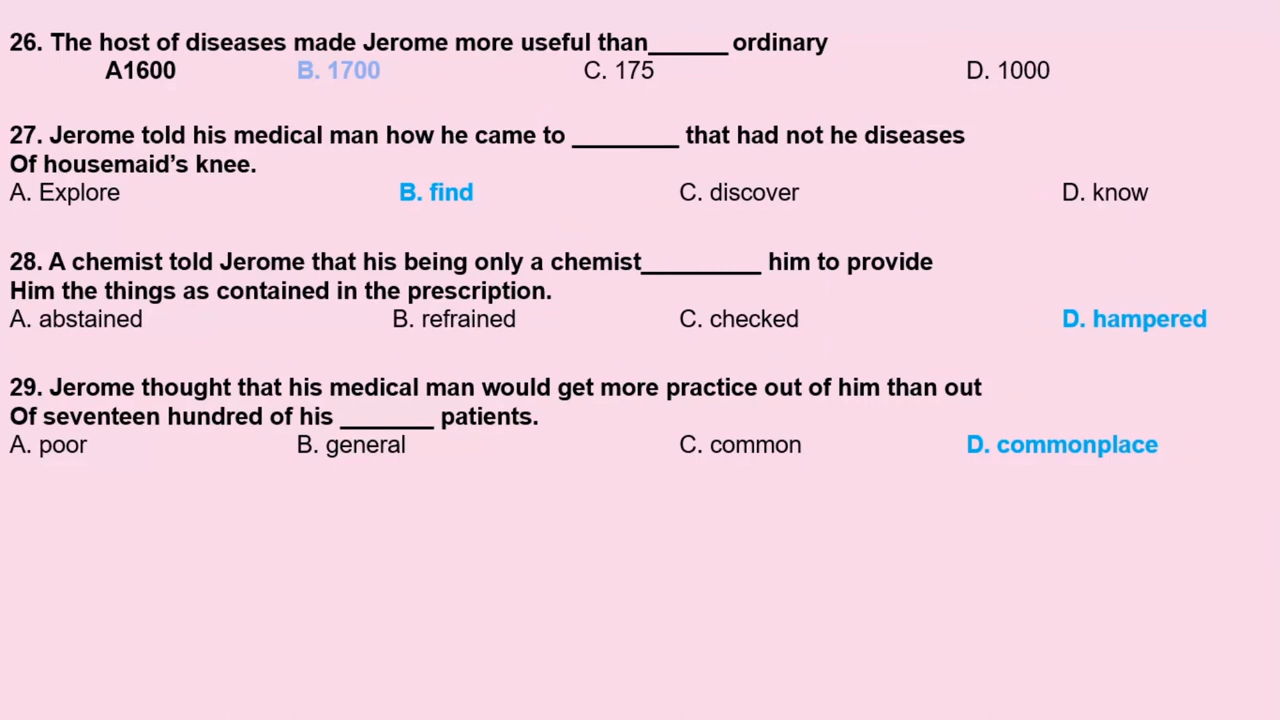 26. The host of diseases made Jerome more useful than______ ordinary
A1600 B. 1700 C. 175 D. 1000
27. Jerome told his medical man how he came to ________ that had not he diseases
Of housemaid’s knee.
A. Explore B. find C. discover D. know
28. A chemist told Jerome that his being only a chemist_________ him to provide
Him the things as contained in the prescription.
A. abstained B. refrained C. checked D. hampered
29. Jerome thought that his medical man would get more practice out of him than out
Of seventeen hundred of his _______ patients.
A. poor B. general C. common D. commonplace